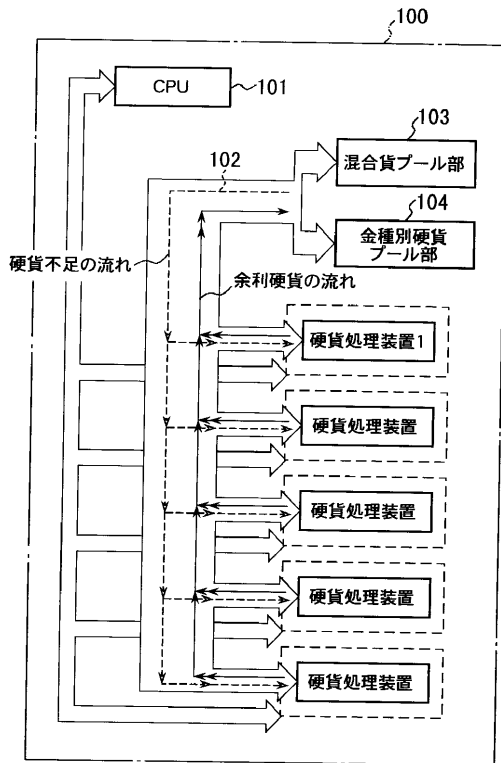 100
CPU
101
103
混合貨プール部
102
104
金種別硬貨
プール部
硬貨不足の流れ
余利硬貨の流れ
硬貨処理装置1
硬貨処理装置
硬貨処理装置
硬貨処理装置
硬貨処理装置